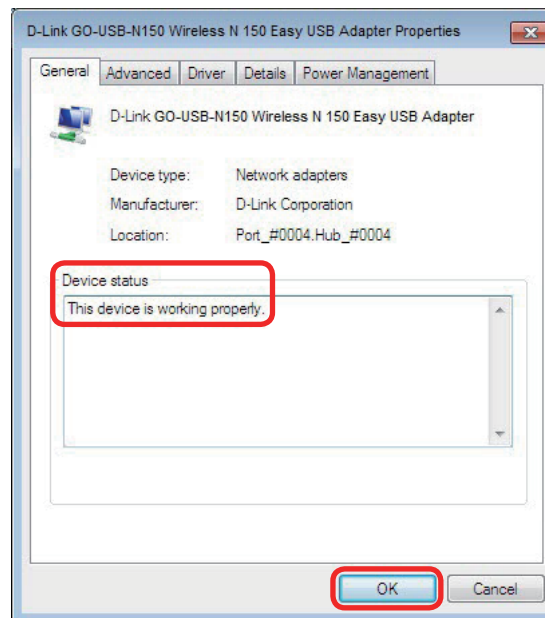 D-Link GO-USB-N150 Wireless N 150 Easy USB Adapter Properties
General Advanced Driver Details Power Management
D-Link GO-USB-N150 Wireless N 150 Easy USB Adapter
Device type: Network adapters
Manufacturer: D-Link Corporation
Location: Port_#0004.Hub_#0004
Device status
This device is working properly.
OK Cancel